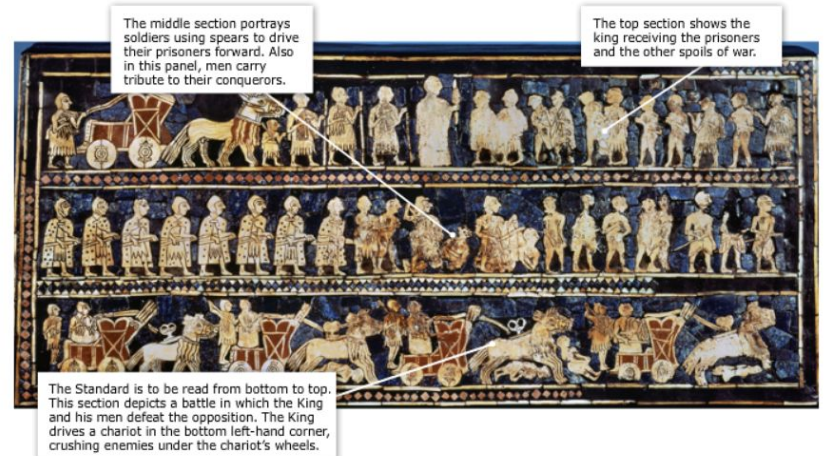 The middle section portrays
soldiers using spears to drive
their prisoners forward. Also
in this panel, men carry
tribute to their conquerors.
The top section shows the
king receiving the prisoners
and the other spoils of war.
The Standard is to be read from bottom to top.
This section depicts a battle in which the King
and his men defeat the opposition. The King
drives a chariot in the bottom left-hand corner,
crushing enemies under the chariot's wheels.